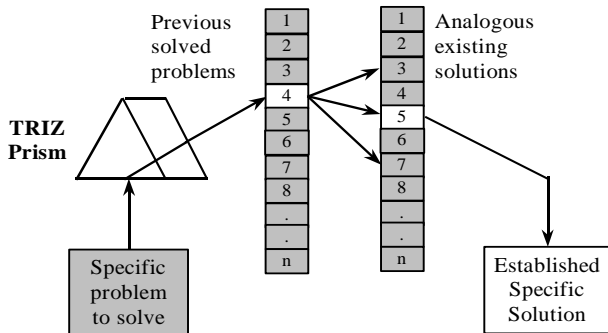 Previous
solved
problems
1
2
3
4
5
6
7
8
.
.
n
Analogous
existing
solutions
1
2
3
4
5
6
7
8
.
.
n
TRIZ
Prism
Specific
problem
to solve
Established
Specific
Solution